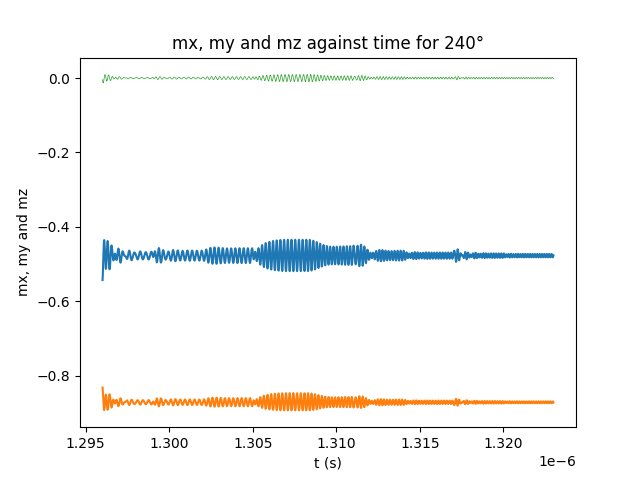 mx, my and mz against time for 240°
0.0
−0.2
−0.4
−0.6
−0.8
mx, my and mz
1.295
1.300
1.305
1.310
1.315
1.320
1e−6
t (s)